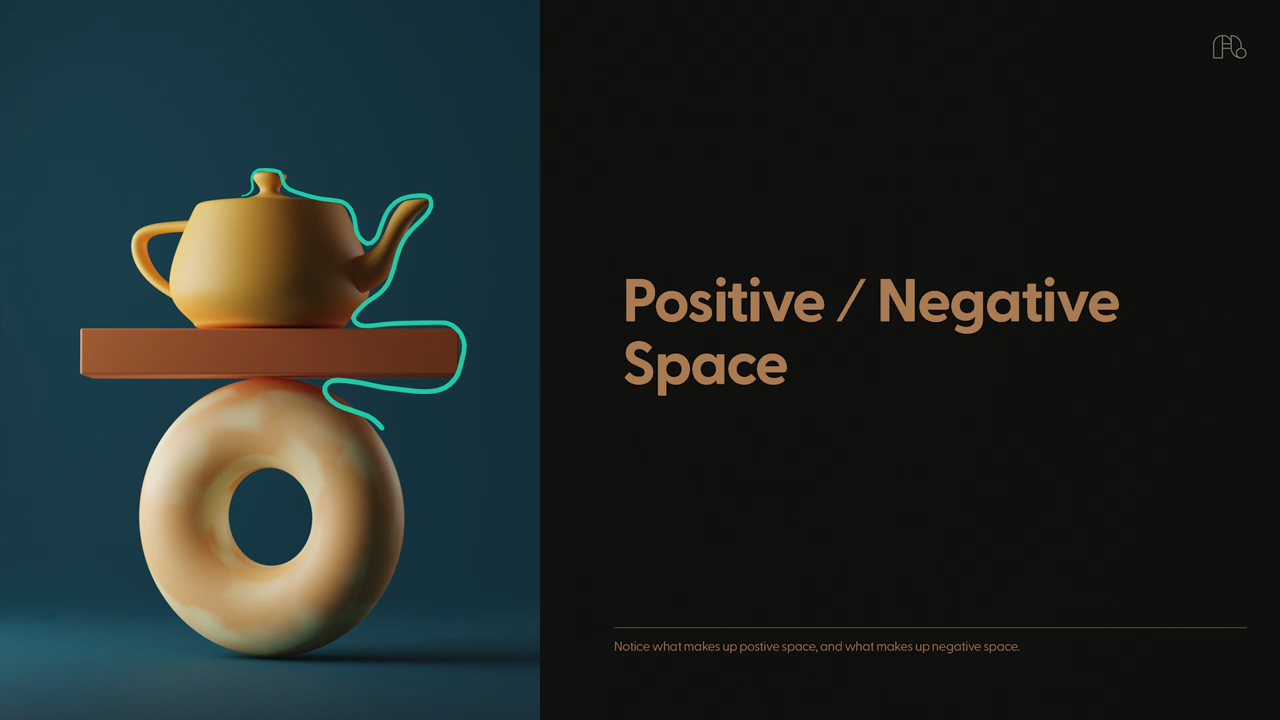 Positive / Negative
Space
Notice what makes up postive space, and what makes up negative space.